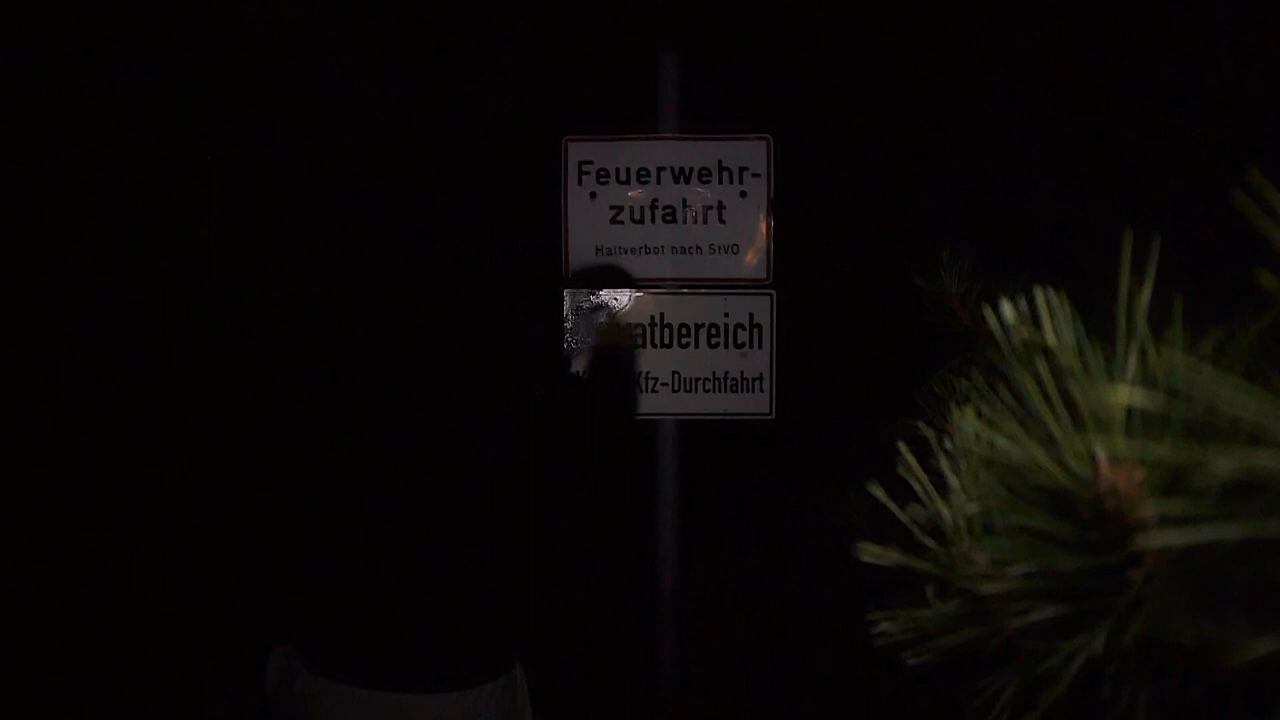 Feuerwehr-
zufahrt
Haltverbot nach StVO
atbereich
Kfz-Durchfahrt